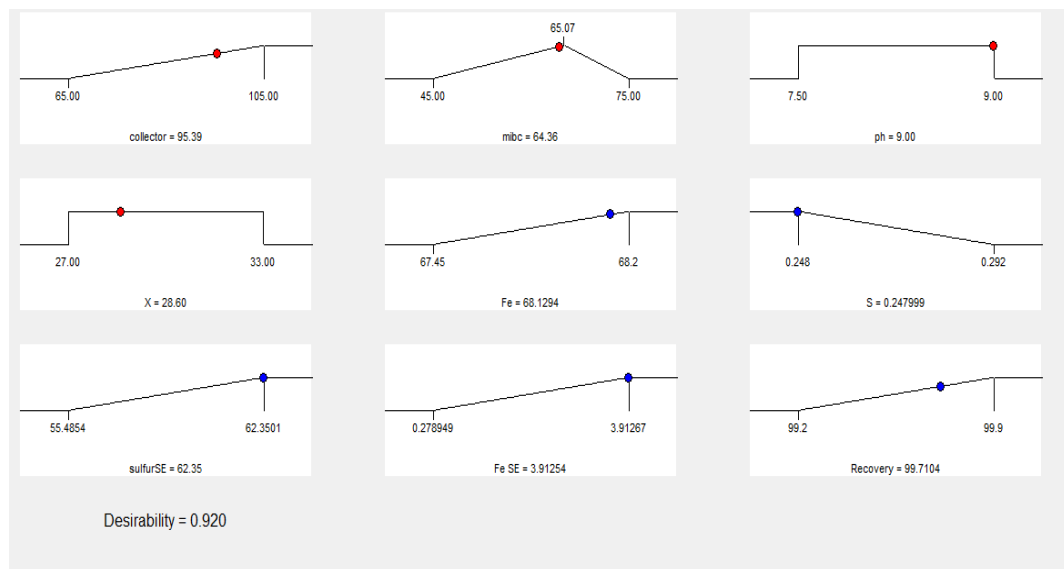 65.07
65.00 105.00 45.00 75.00 7.50 9.00
collector = 95.39 mibc = 64.36 ph = 9.00
27.00 33.00 67.45 68.2 0.248 0.292
X = 28.60 Fe = 68.1294 S = 0.247999
55.4854 62.3501 0.278949 3.91267 99.2 99.9
sulfurSE = 62.35 Fe SE = 3.91254 Recovery = 99.7104
Desirability = 0.920